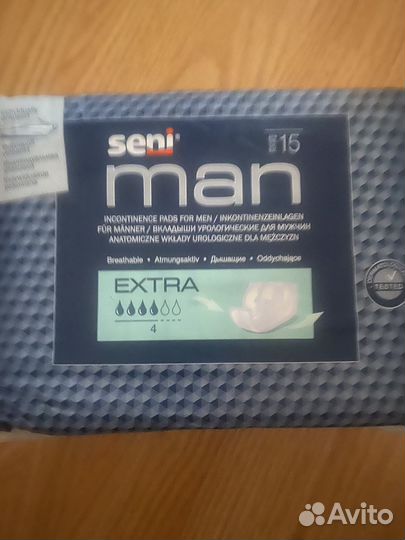 seni
15
man
INCONTINENCE PADS FOR MEN / INKONTINENZEINLAGEN
FÜR MÄNNER / ВКЛАДЫШИ УРОЛОГИЧЕСКИЕ ДЛЯ МУЖЧИН
ANATOMICZNE WKŁADY UROLOGICZNE DLA MĘŻCZYZN
Breathable • Atmungsaktiv • Дышащие • Oddychające
EXTRA
4
TESTED
Avito